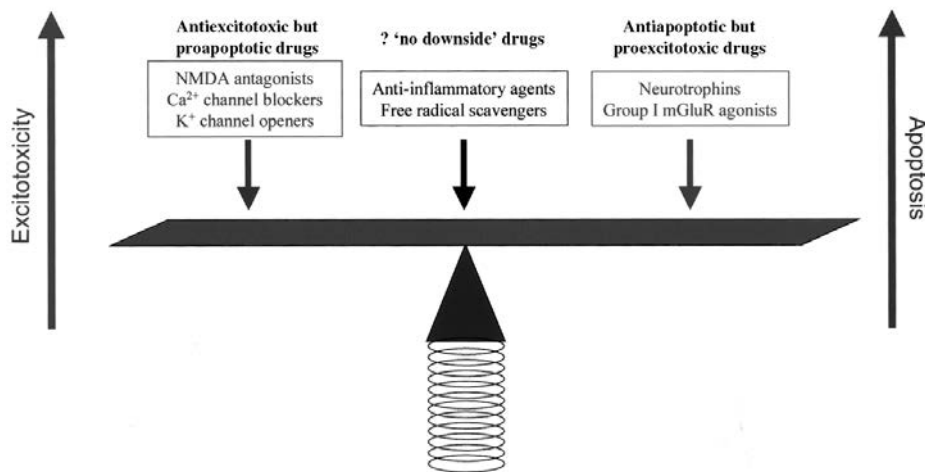 Antiexcitotoxic but
proapoptotic drugs
NMDA antagonists
Ca²⁺ channel blockers
K⁺ channel openers
? ‘no downside’ drugs
Anti-inflammatory agents
Free radical scavengers
Antiapoptotic but
proexcitotoxic drugs
Neurotrophins
Group I mGluR agonists
Excitotoxicity
Apoptosis